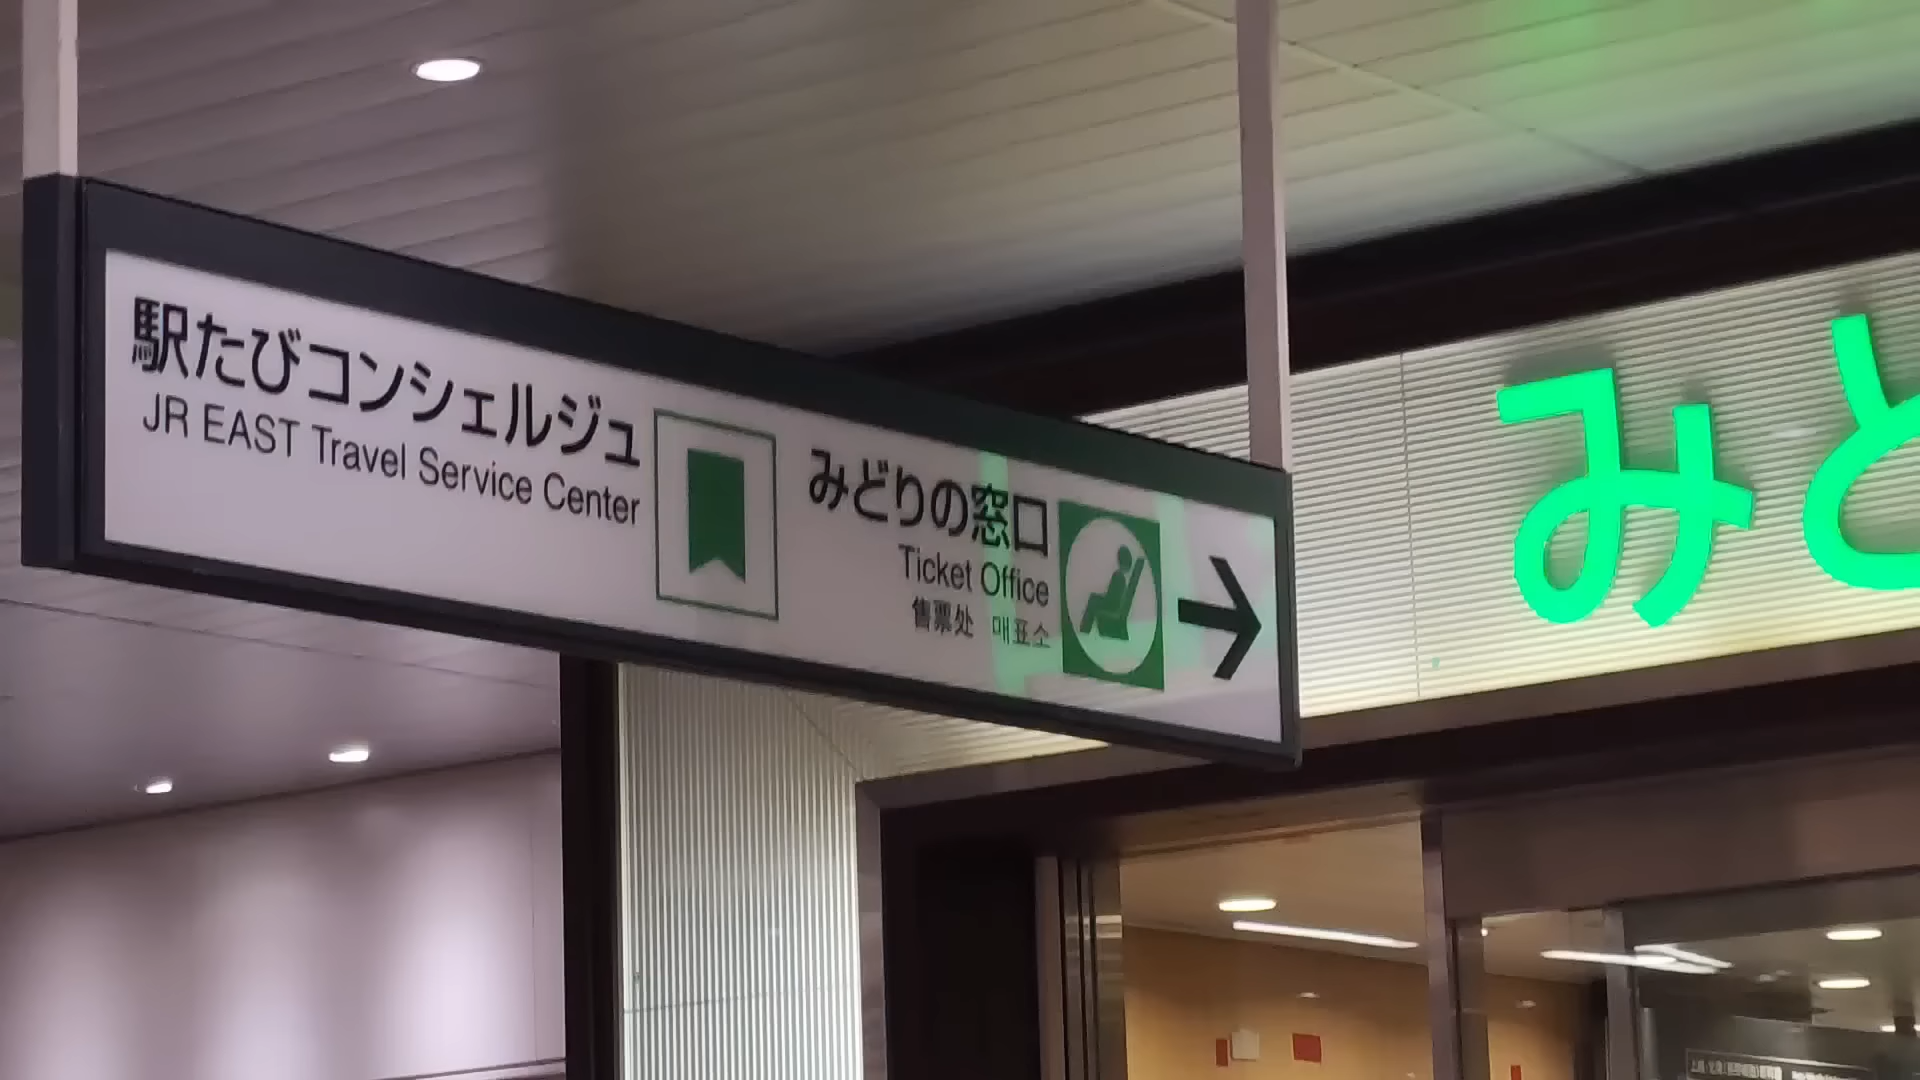 駅たびコンシェルジュ
JR EAST Travel Service Center
みどりの窓口
Ticket Office
售票处 매표소
みど